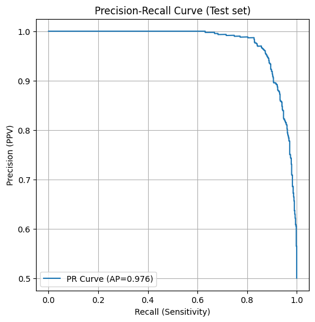 Precision-Recall Curve (Test set)
1.0
0.9
0.8
0.7
0.6
0.5
Precision (PPV)
PR Curve (AP=0.976)
0.0 0.2 0.4 0.6 0.8 1.0
Recall (Sensitivity)